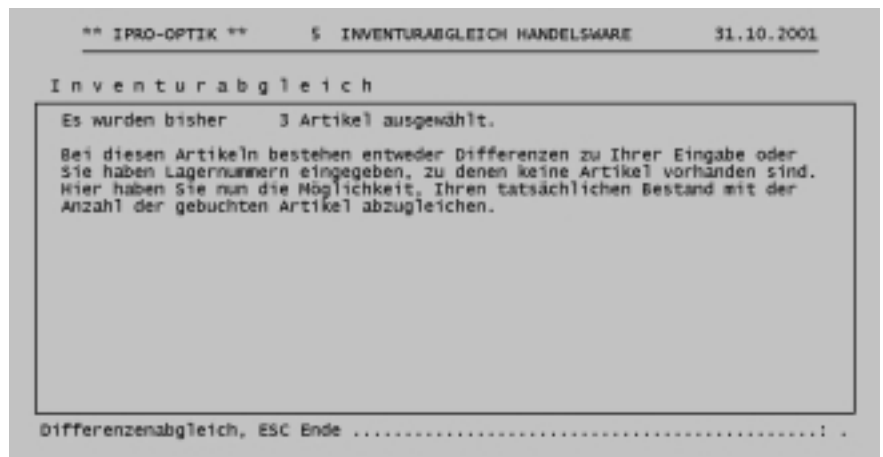 ** IPRO-OPTIK ** 5 INVENTURABGLEICH HANDELSWARE 31.10.2001
I n v e n t u r a b g l e i c h
Es wurden bisher 3 Artikel ausgewählt.
Bei diesen Artikeln bestehen entweder Differenzen zu Ihrer Eingabe oder
Sie haben Lagernummern eingegeben, zu denen keine Artikel vorhanden sind.
Hier haben Sie nun die Möglichkeit, Ihren tatsächlichen Bestand mit der
Anzahl der gebuchten Artikel abzugleichen.
Differenzenabgleich, ESC Ende .............................................: .